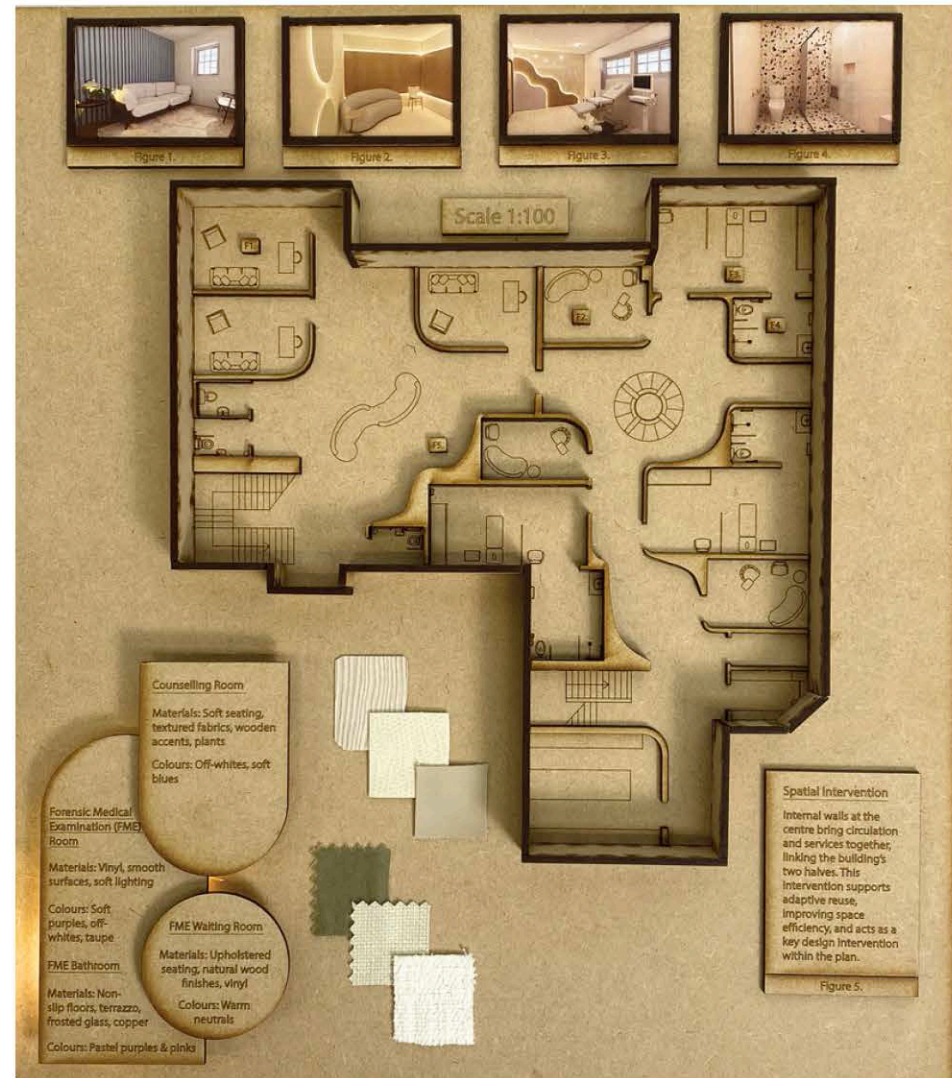 Figure 1.
Figure 2.
Figure 3.
Figure 4.
Scale 1:100
F1.
F2.
F3.
F4.
F5.
Counselling Room
Materials: Soft seating,
textured fabrics, wooden
accents, plants
Colours: Off-whites, soft
blues
Forensic Medical
Examination (FME)
Room
Materials: Vinyl, smooth
surfaces, soft lighting
Colours: Soft
purples, off-
whites, taupe
FME Bathroom
Materials: Non-
slip floors, terrazzo,
frosted glass, copper
Colours: Pastel purples & pinks
FME Waiting Room
Materials: Upholstered
seating, natural wood
finishes, vinyl
Colours: Warm
neutrals
Spatial Intervention
Internal walls at the
centre bring circulation
and services together,
linking the building's
two halves. This
intervention supports
adaptive reuse,
improving space
efficiency, and acts as a
key design intervention
within the plan.
Figure 5.